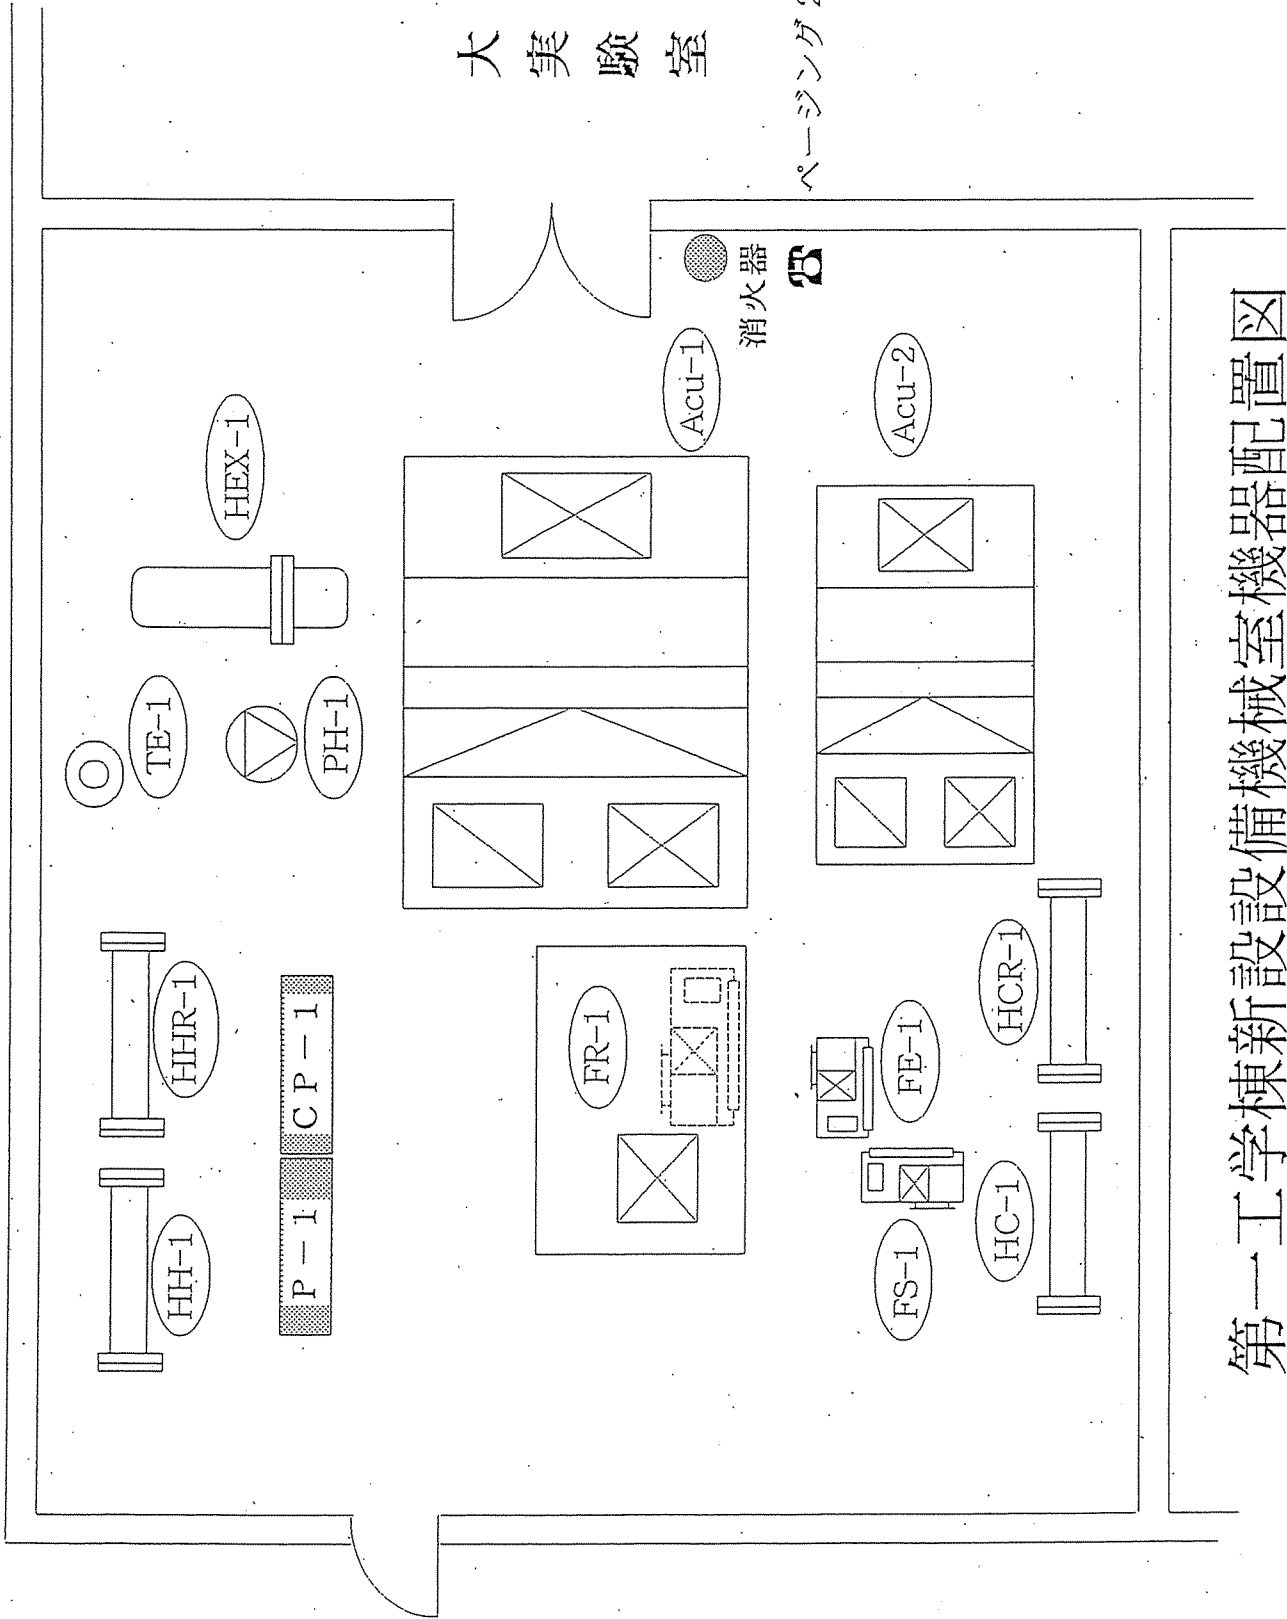 HH-1
HHR-1
TE-1
HEX-1
P-1
CP-1
PH-1
大実験室
FR-1
Acu-1
消火器
ページング2
FS-1
FE-1
Acu-2
HC-1
HCR-1
第一工学棟新設設備機械室機器配置図